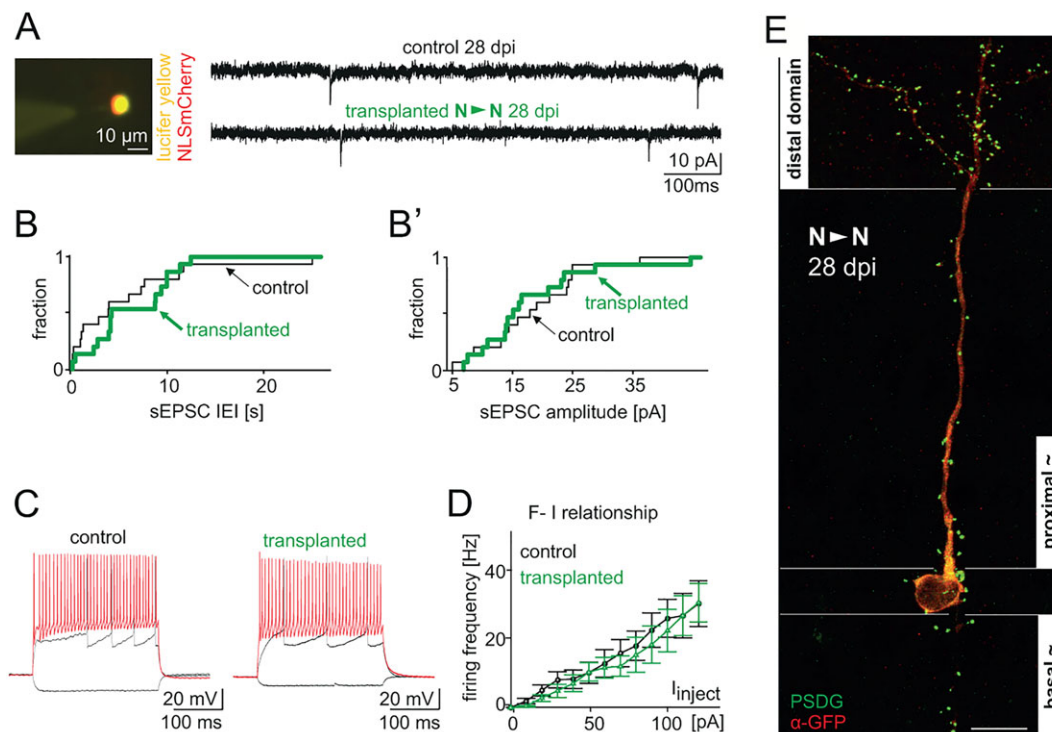 A
10 µm
lucifer yellow
NLSmCherry
control 28 dpi
transplanted N ► N 28 dpi
10 pA
100ms
B
fraction
1
0
control
transplanted
0 10 20
sEPSC IEI [s]
B'
fraction
1
0
transplanted
control
5 15 25 35
sEPSC amplitude [pA]
C
control
20 mV
100 ms
transplanted
20 mV
100 ms
D
F- I relationship
firing frequency [Hz]
control
transplanted
40
20
0
Iinject
0 50 100 [pA]
E
distal domain
N ► N
28 dpi
proximal ~
basal ~
PSDG
α-GFP